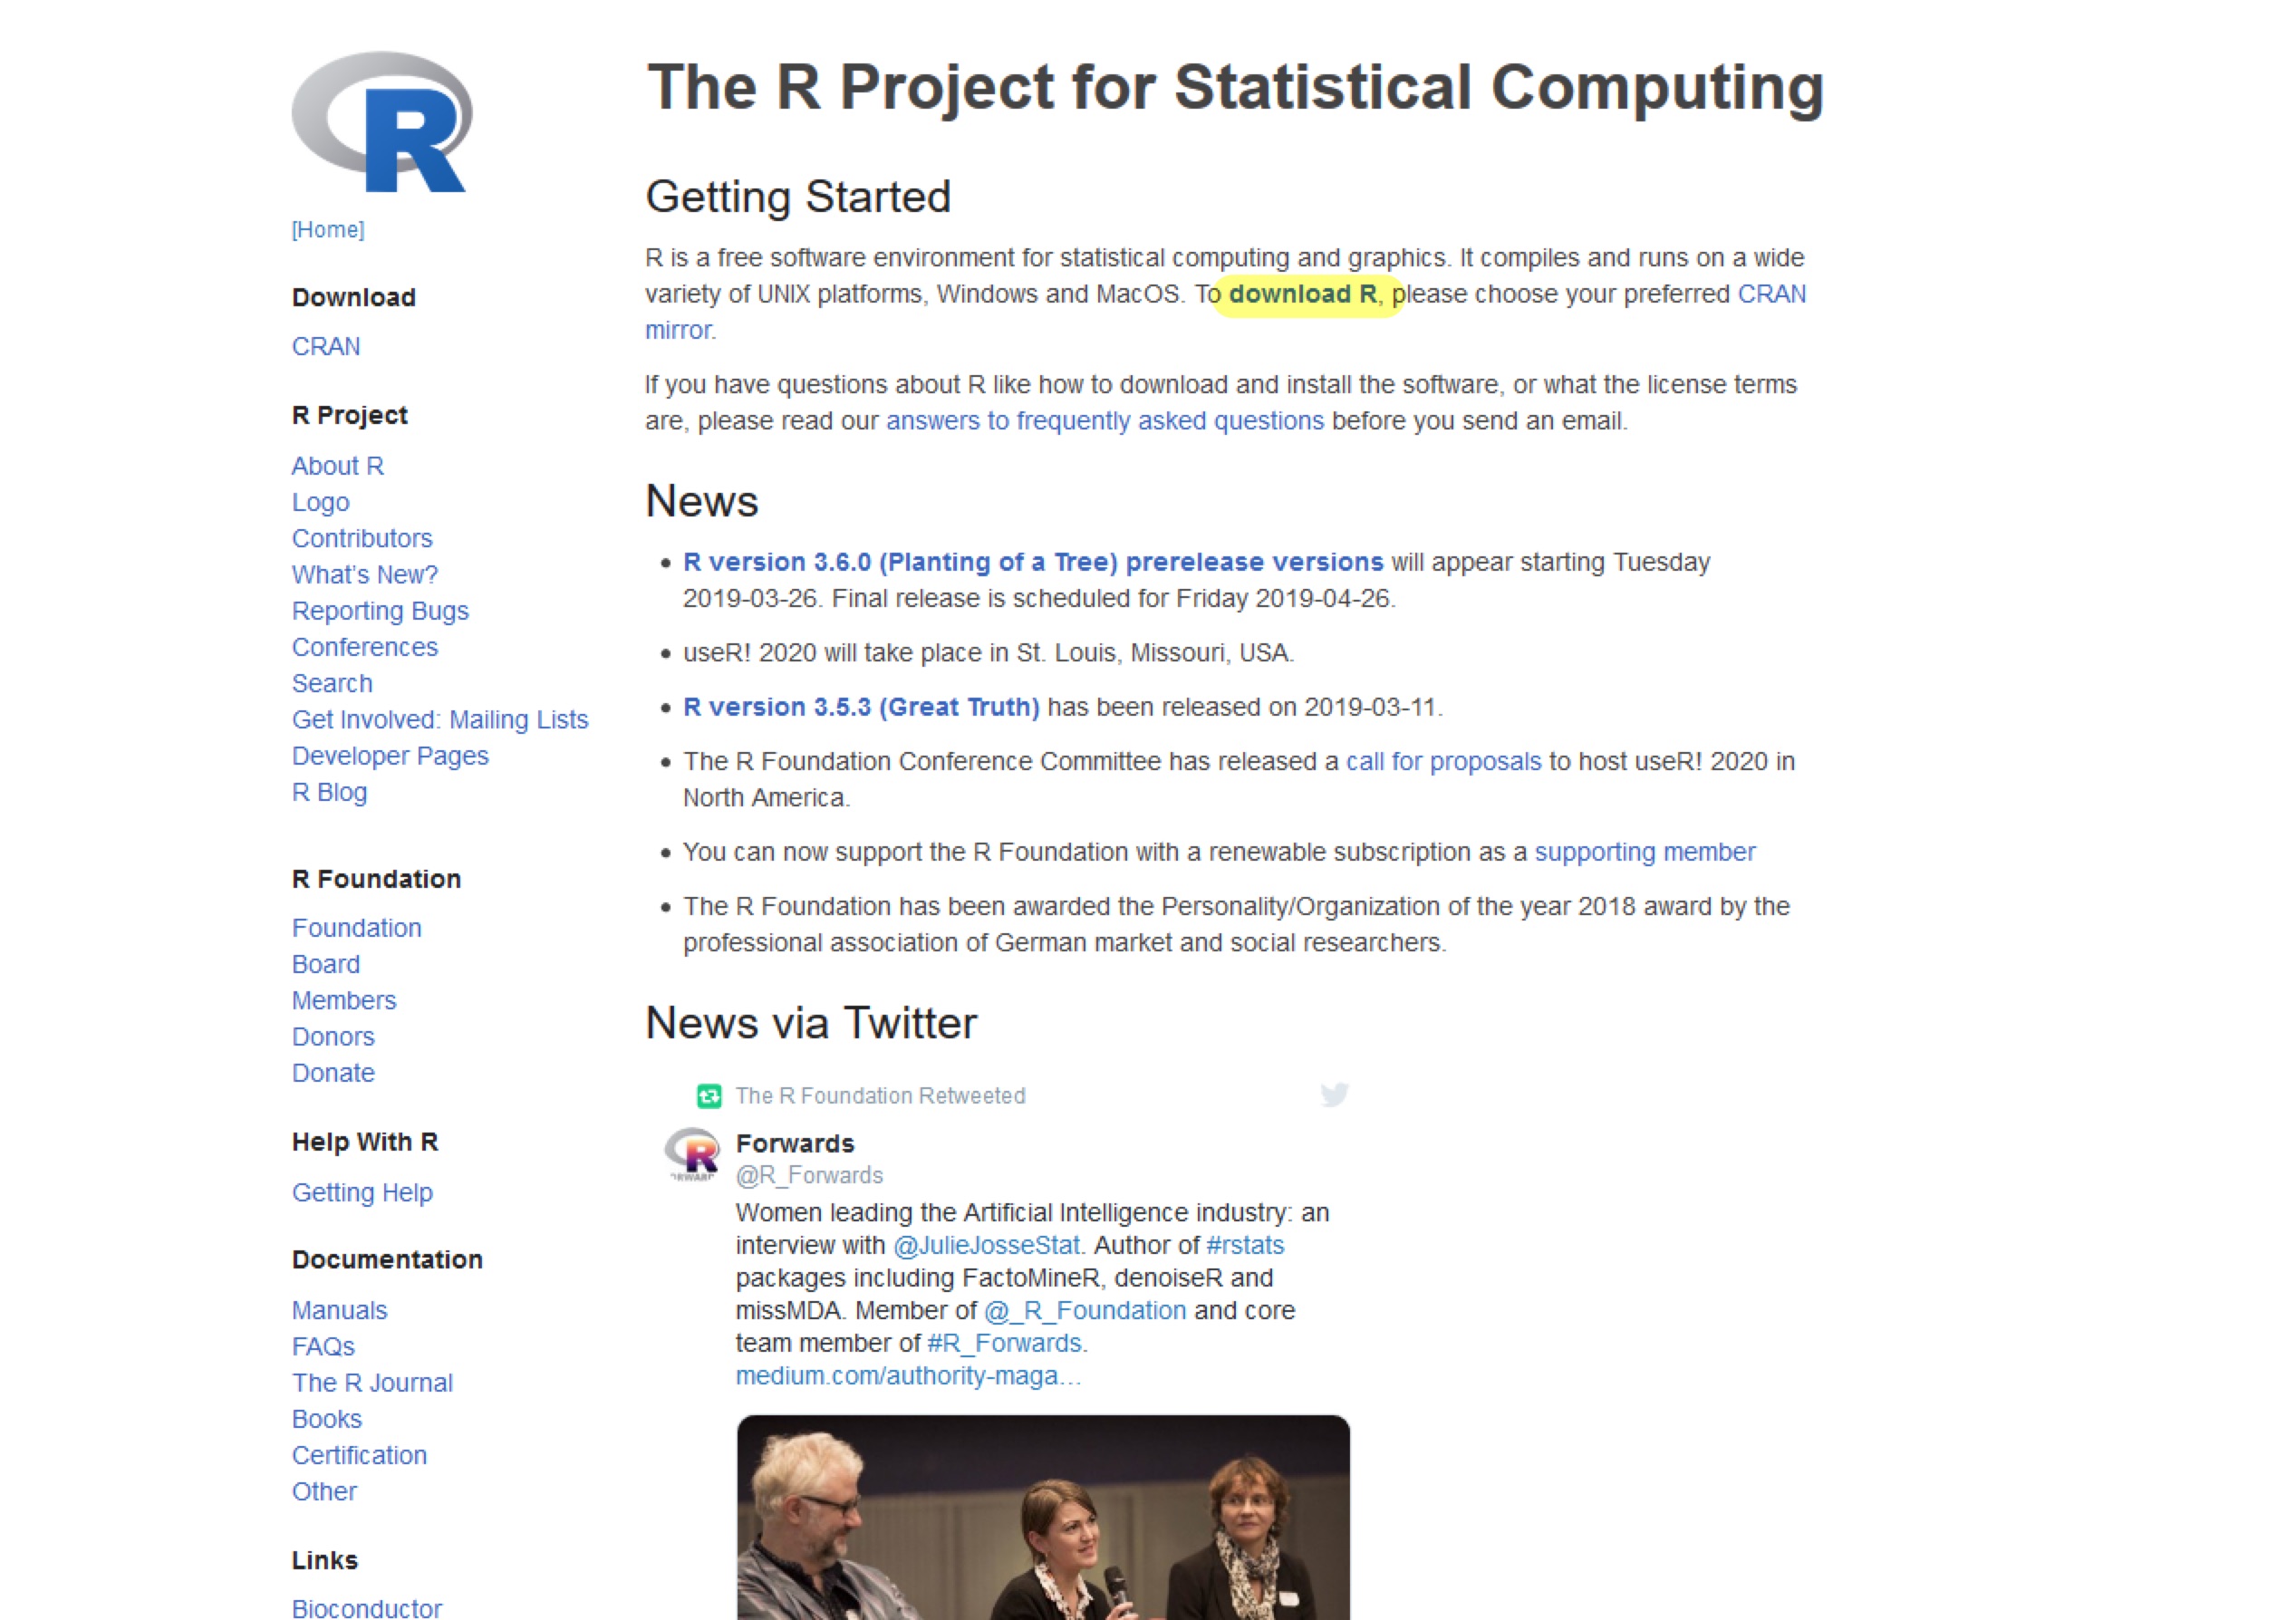 R
[Home]
Download
CRAN
R Project
About R
Logo
Contributors
What's New?
Reporting Bugs
Conferences
Search
Get Involved: Mailing Lists
Developer Pages
R Blog
R Foundation
Foundation
Board
Members
Donors
Donate
Help With R
Getting Help
Documentation
Manuals
FAQs
The R Journal
Books
Certification
Other
Links
Bioconductor
The R Project for Statistical Computing
Getting Started
R is a free software environment for statistical computing and graphics. It compiles and runs on a wide
variety of UNIX platforms, Windows and MacOS. To download R, please choose your preferred CRAN
mirror.
If you have questions about R like how to download and install the software, or what the license terms
are, please read our answers to frequently asked questions before you send an email.
News
• R version 3.6.0 (Planting of a Tree) prerelease versions will appear starting Tuesday
2019-03-26. Final release is scheduled for Friday 2019-04-26.
• useR! 2020 will take place in St. Louis, Missouri, USA.
• R version 3.5.3 (Great Truth) has been released on 2019-03-11.
• The R Foundation Conference Committee has released a call for proposals to host useR! 2020 in
North America.
• You can now support the R Foundation with a renewable subscription as a supporting member
• The R Foundation has been awarded the Personality/Organization of the year 2018 award by the
professional association of German market and social researchers.
News via Twitter
The R Foundation Retweeted
Forwards
@R_Forwards
Women leading the Artificial Intelligence industry: an
interview with @JulieJosseStat. Author of #rstats
packages including FactoMineR, denoiseR and
missMDA. Member of @_R_Foundation and core
team member of #R_Forwards.
medium.com/authority-maga…